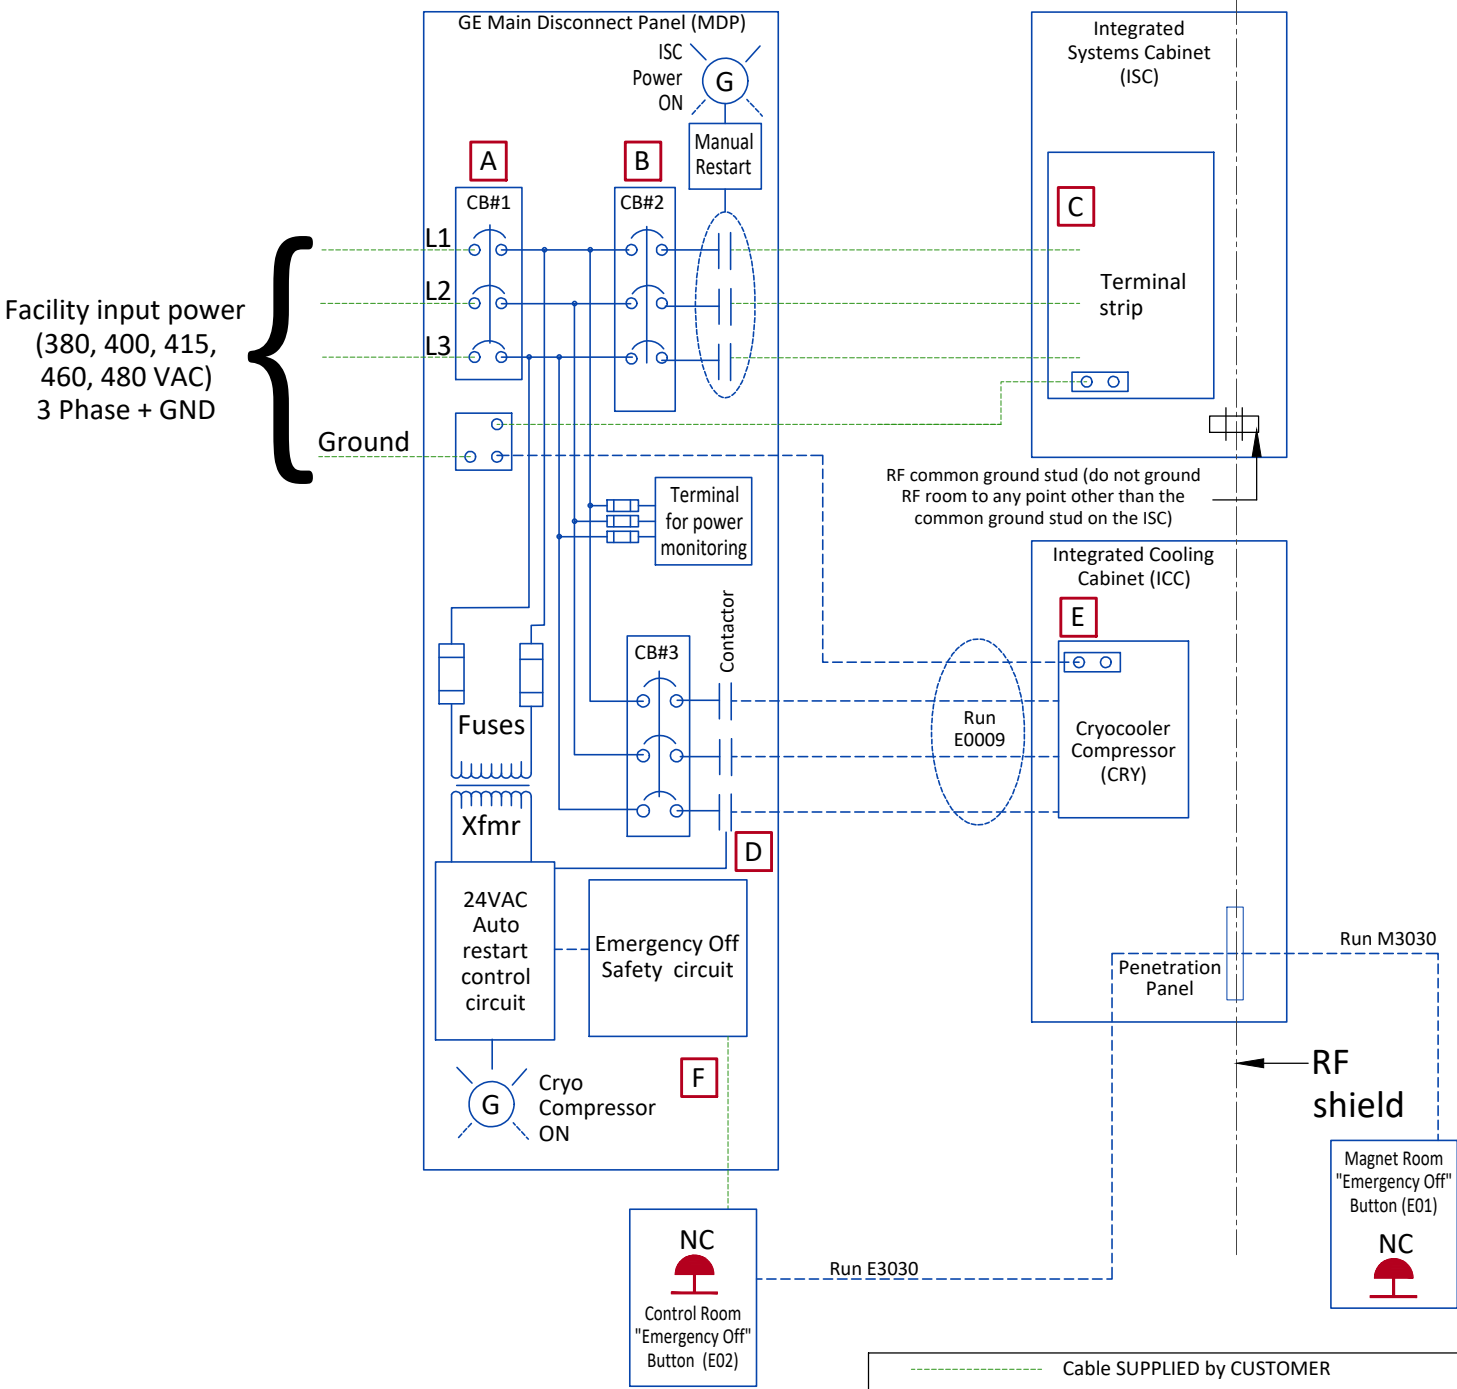 GE Main Disconnect Panel (MDP)
ISC
Power
ON
G
Manual
Restart
A
B
CB#1
CB#2
L1
L2
L3
Facility input power
(380, 400, 415,
460, 480 VAC)
3 Phase + GND
Ground
Integrated
Systems Cabinet
(ISC)
C
Terminal
strip
RF common ground stud (do not ground
RF room to any point other than the
common ground stud on the ISC)
Terminal
for power
monitoring
Integrated Cooling
Cabinet (ICC)
E
Contactor
CB#3
Run
E0009
Cryocooler
Compressor
(CRY)
Fuses
Xfmr
D
24VAC
Auto
restart
control
circuit
Emergency Off
Safety circuit
Run M3030
Penetration
Panel
F
G
Cryo
Compressor
ON
RF
shield
Magnet Room
"Emergency Off"
Button (E01)
NC
NC
Control Room
"Emergency Off"
Button (E02)
Run E3030
Cable SUPPLIED by CUSTOMER